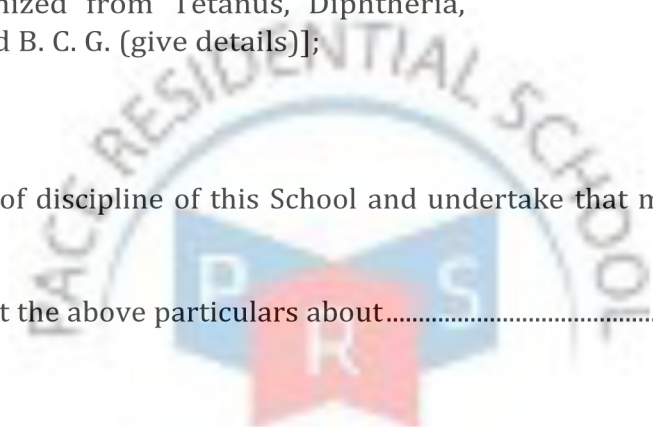 nized from Tetanus, Diphtheria,
d B. C. G. (give details)];
PACE RESIDENTIAL SCHOOL
of discipline of this School and undertake that m
P S
t the above particulars about....................................
R